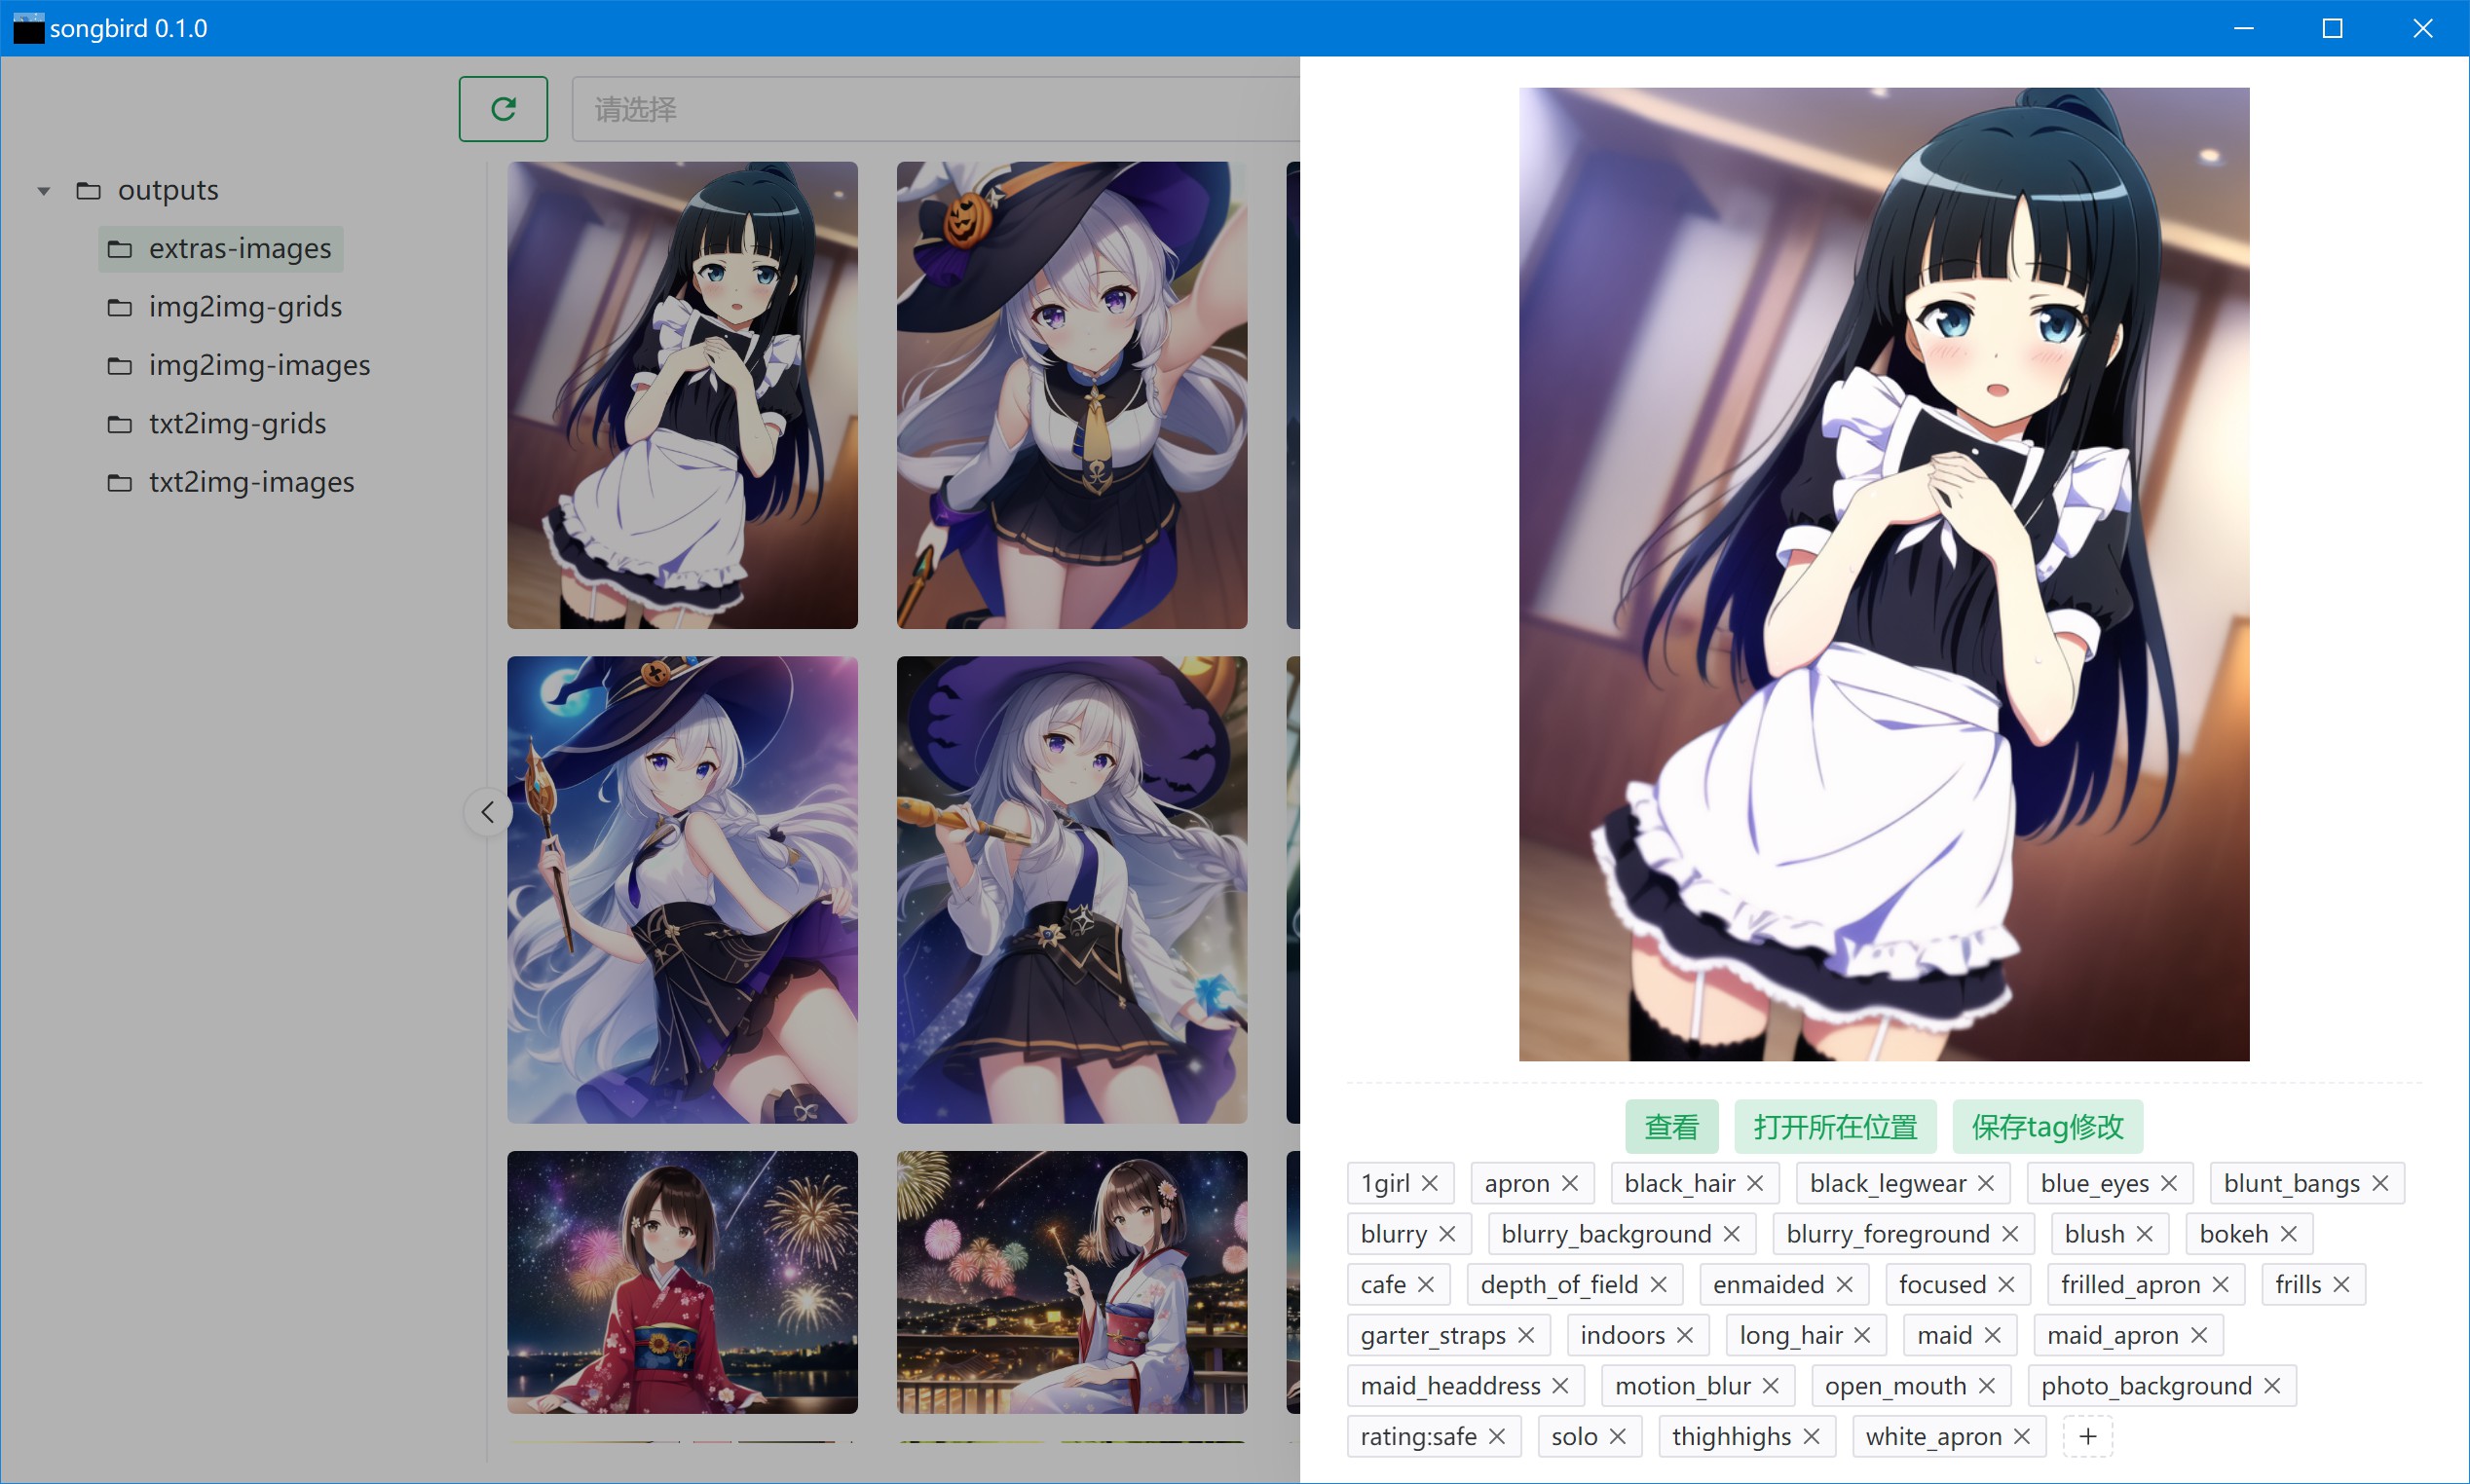 songbird 0.1.0
请选择
outputs
extras-images
img2img-grids
img2img-images
txt2img-grids
txt2img-images
查看 打开所在位置 保存tag修改
1girl apron black_hair black_legwear blue_eyes blunt_bangs
blurry blurry_background blurry_foreground blush bokeh
cafe depth_of_field enmaided focused frilled_apron frills
garter_straps indoors long_hair maid maid_apron
maid_headdress motion_blur open_mouth photo_background
rating:safe solo thighhighs white_apron +